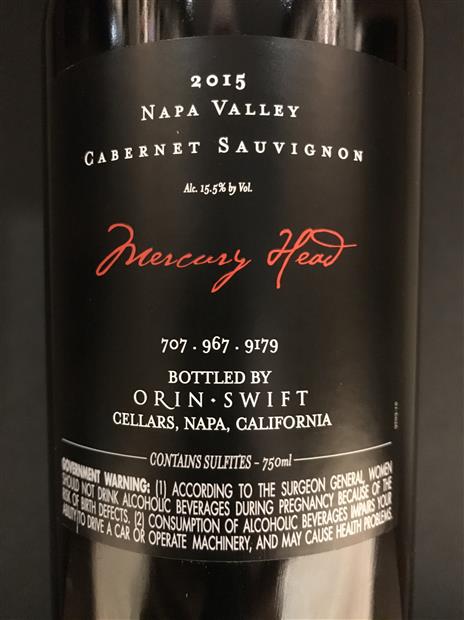 2015
NAPA VALLEY
CABERNET SAUVIGNON
Alc. 15.5% by Vol.
Mercury Head
707 . 967 . 9179
BOTTLED BY
ORIN · SWIFT
CELLARS, NAPA, CALIFORNIA
CONTAINS SULFITES – 750ml
GOVERNMENT WARNING: (1) ACCORDING TO THE SURGEON GENERAL, WOMEN
SHOULD NOT DRINK ALCOHOLIC BEVERAGES DURING PREGNANCY BECAUSE OF THE
RISK OF BIRTH DEFECTS. (2) CONSUMPTION OF ALCOHOLIC BEVERAGES IMPAIRS YOUR
ABILITY TO DRIVE A CAR OR OPERATE MACHINERY, AND MAY CAUSE HEALTH PROBLEMS.